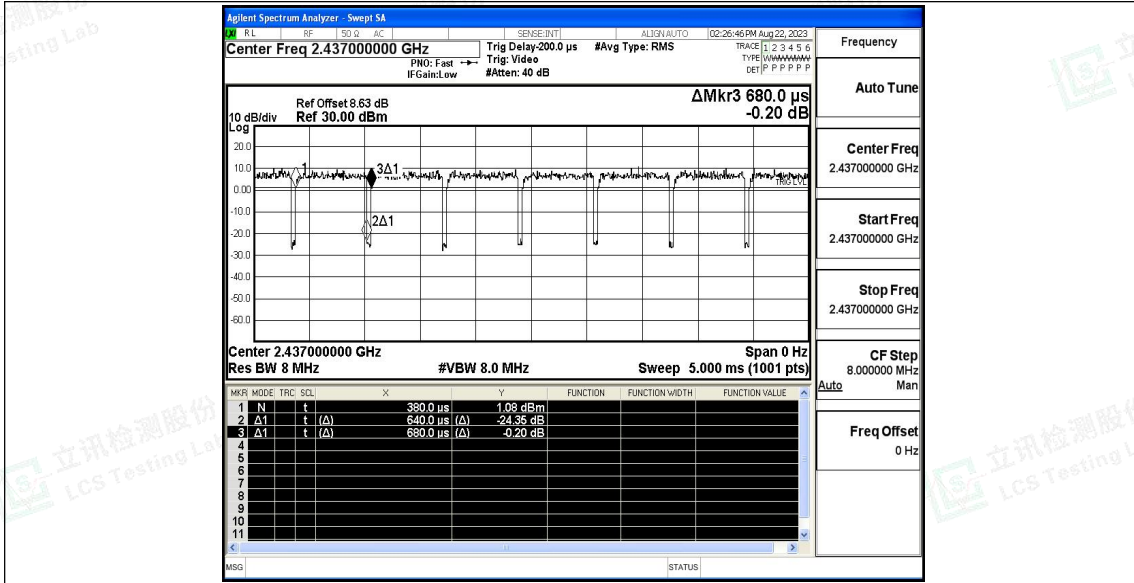 Agilent Spectrum Analyzer - Swept SA
LXI RL RF 50 Ω AC SENSE:INT ALIGN AUTO 02:26:46 PM Aug 22, 2023
Center Freq 2.437000000 GHz
PNO: Fast
IFGain:Low
Trig Delay-200.0 µs
Trig: Video
#Atten: 40 dB
#Avg Type: RMS
TRACE 1 2 3 4 5 6
TYPE
DET P P P P P P
Ref Offset 8.63 dB
10 dB/div Ref 30.00 dBm
Log
ΔMkr3 680.0 µs
-0.20 dB
20.0
10.0
0.00
-10.0
-20.0
-30.0
-40.0
-50.0
-60.0
1
3Δ1
2Δ1
TRIG LVL
Center 2.437000000 GHz Span 0 Hz
Res BW 8 MHz #VBW 8.0 MHz Sweep 5.000 ms (1001 pts)
MKR MODE TRC SCL X Y FUNCTION FUNCTION WIDTH FUNCTION VALUE
1 N t 380.0 µs 1.08 dBm
2 Δ1 t (Δ) 640.0 µs (Δ) -24.35 dB
3 Δ1 t (Δ) 680.0 µs (Δ) -0.20 dB
4
5
6
7
8
9
10
11
MSG STATUS
Frequency
Auto Tune
Center Freq
2.437000000 GHz
Start Freq
2.437000000 GHz
Stop Freq
2.437000000 GHz
CF Step
8.000000 MHz
Auto Man
Freq Offset
0 Hz
立讯检测股份
LCS Testing Lab
立讯检测股份
LCS Testing L